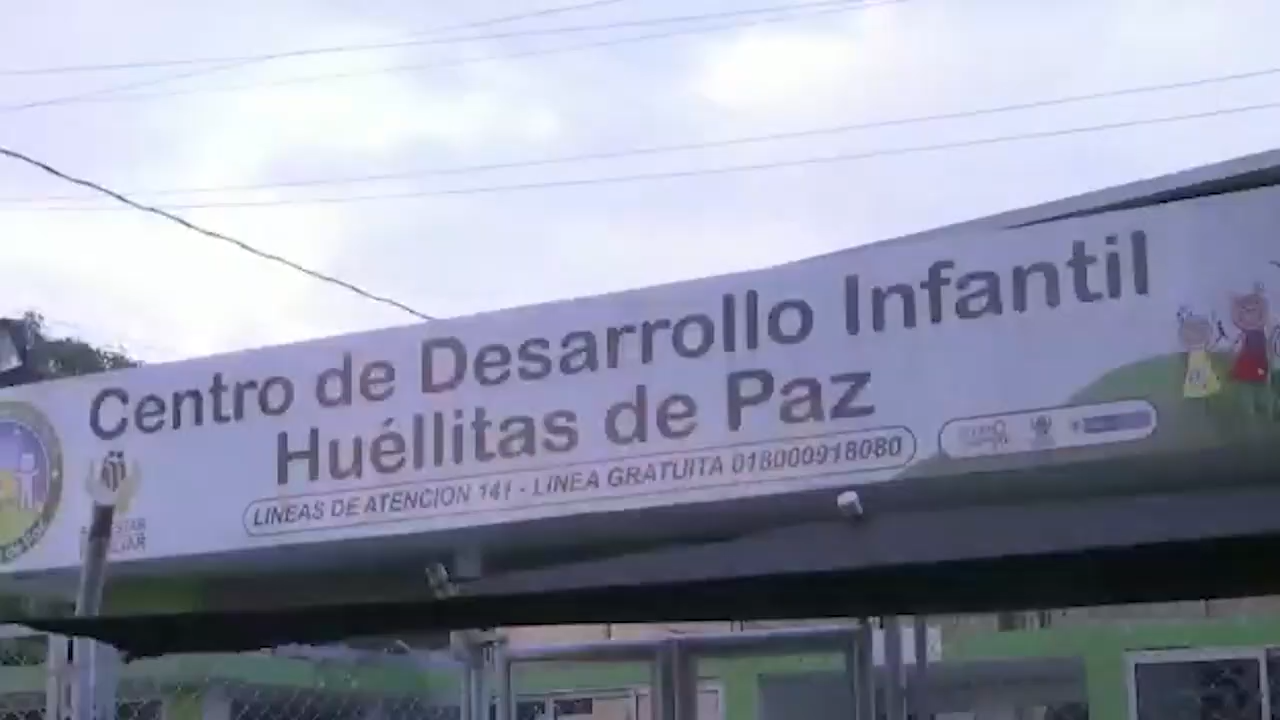 Centro de Desarrollo Infantil
Huéllitas de Paz
LINEAS DE ATENCION 141 - LINEA GRATUITA 018000918080